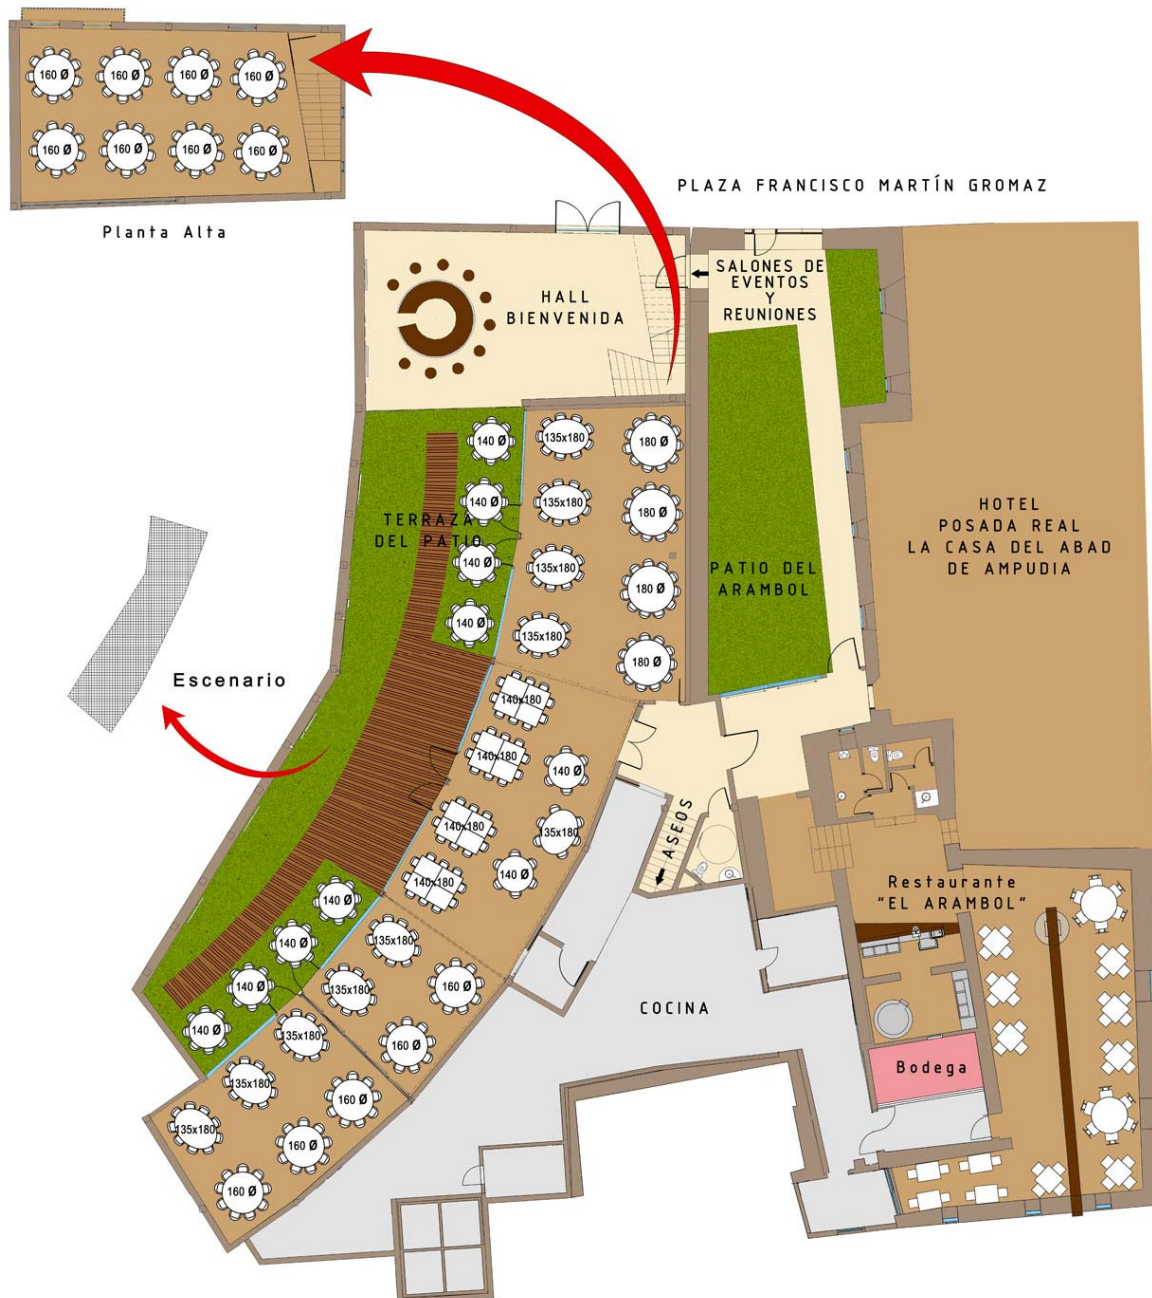 160 Ø
160 Ø
160 Ø
160 Ø
160 Ø
160 Ø
160 Ø
160 Ø
Planta Alta
PLAZA FRANCISCO MARTÍN GROMAZ
SALONES DE
EVENTOS
Y
REUNIONES
HALL
BIENVENIDA
140 Ø
135x180
180 Ø
140 Ø
135x180
180 Ø
TERRAZA
DEL PATIO
140 Ø
135x180
180 Ø
140 Ø
135x180
180 Ø
PATIO DEL
ARAMBOL
HOTEL
POSADA REAL
LA CASA DEL ABAD
DE AMPUDIA
Escenario
140x180
140x180
140 Ø
140x180
135x180
140x180
140 Ø
ASEOS
Restaurante
"EL ARAMBOL"
140 Ø
140 Ø
135x180
140 Ø
135x180
160 Ø
140 Ø
135x180
160 Ø
135x180
160 Ø
135x180
160 Ø
160 Ø
COCINA
Bodega